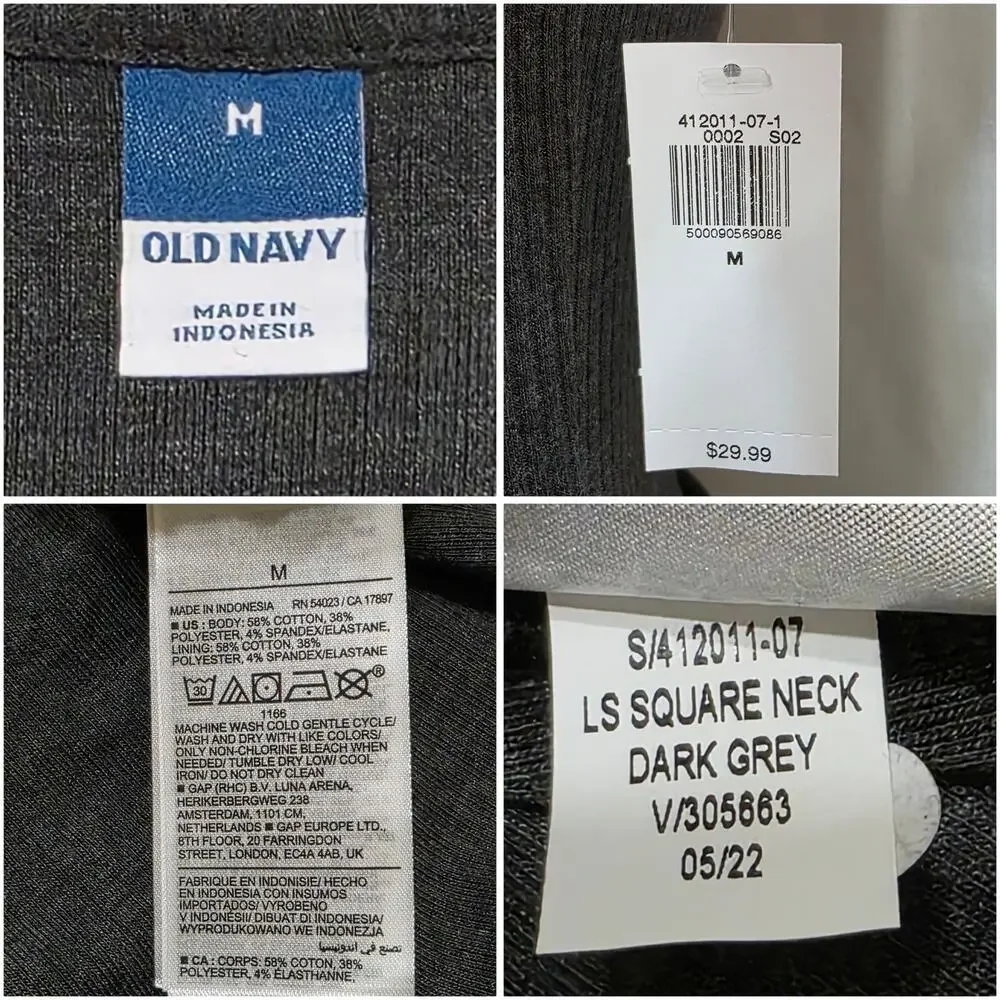 M
OLD NAVY
MADE IN
INDONESIA
412011-07-1
0002 S02
500090569086
M
$29.99
M
MADE IN INDONESIA RN 54023 / CA 17897
■ US : BODY: 58% COTTON, 38%
POLYESTER, 4% SPANDEX/ELASTANE,
LINING: 58% COTTON, 38%
POLYESTER, 4% SPANDEX/ELASTANE
30
®
1166
MACHINE WASH COLD GENTLE CYCLE/
WASH AND DRY WITH LIKE COLORS/
ONLY NON-CHLORINE BLEACH WHEN
NEEDED/ TUMBLE DRY LOW/ COOL
IRON/ DO NOT DRY CLEAN
■ GAP (RHC) B.V. LUNA ARENA,
HERIKERBERGWEG 238
AMSTERDAM, 1101 CM,
NETHERLANDS ■ GAP EUROPE LTD.,
8TH FLOOR, 20 FARRINGDON
STREET, LONDON, EC4A 4AB, UK
FABRIQUE EN INDONISIE/ HECHO
EN INDONESIA CON INSUMOS
IMPORTADOS/ VYROBENO
V INDONÉSII/ DIBUAT DI INDONESIA/
WYPRODUKOWANO WE INDONEZJA
تصنع في اندونيسيا
■ CA : CORPS: 58% COTON, 38%
POLYESTER, 4% ÉLASTHANNE,
S/412011-07
LS SQUARE NECK
DARK GREY
V/305663
05/22